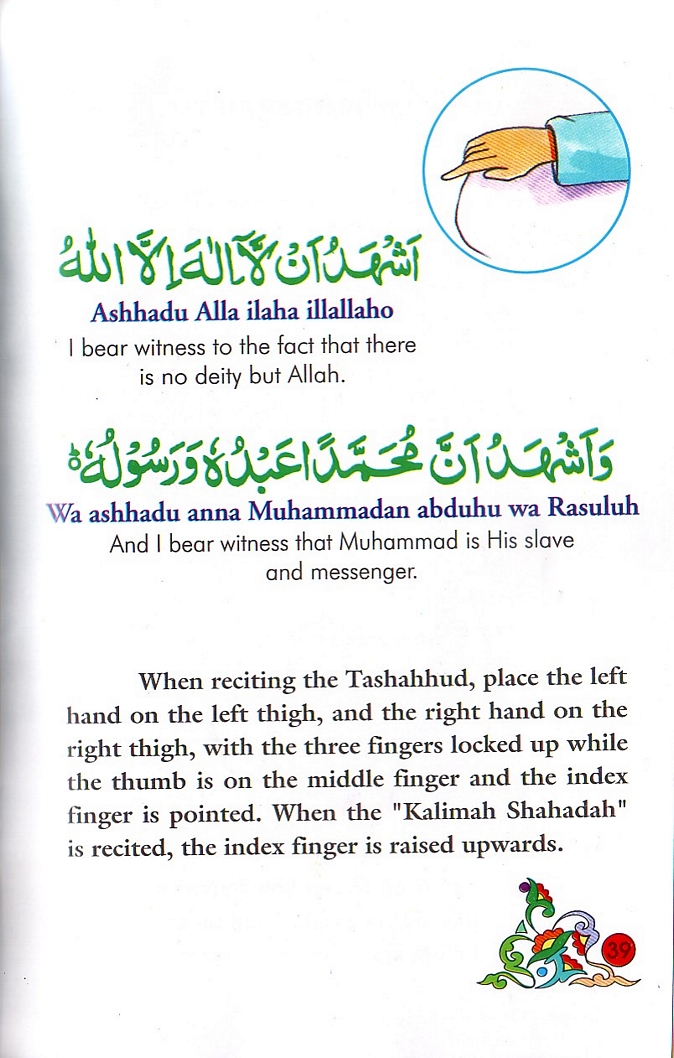 اَشْهَدُ اَنْ لَّآ اِلٰهَ اِلَّا اللّٰهُ
Ashhadu Alla ilaha illallaho
I bear witness to the fact that there
is no deity but Allah.
وَاَشْهَدُ اَنَّ مُحَمَّدًا عَبْدُهٗ وَرَسُوْلُهٗؕ
Wa ashhadu anna Muhammadan abduhu wa Rasuluh
And I bear witness that Muhammad is His slave
and messenger.
When reciting the Tashahhud, place the left
hand on the left thigh, and the right hand on the
right thigh, with the three fingers locked up while
the thumb is on the middle finger and the index
finger is pointed. When the "Kalimah Shahadah"
is recited, the index finger is raised upwards.
39